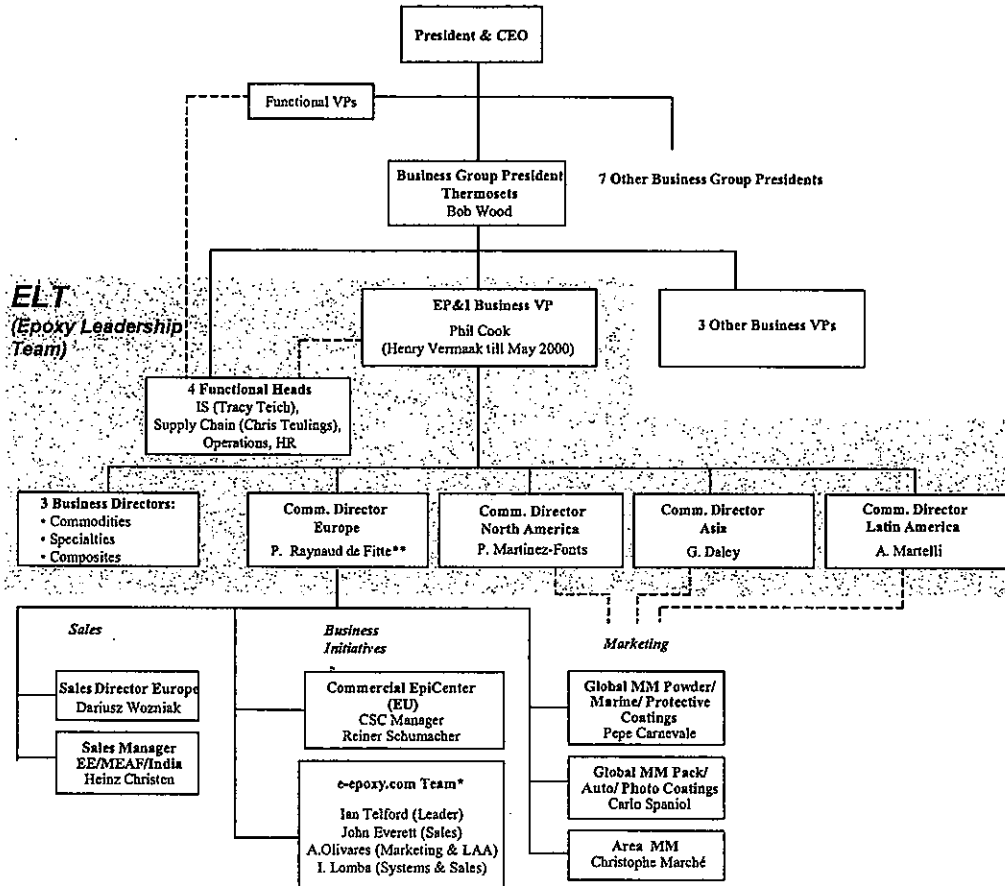 President & CEO
Functional VPs
Business Group President
Thermosets
Bob Wood
7 Other Business Group Presidents
ELT
(Epoxy Leadership
Team)
EP&I Business VP
Phil Cook
(Henry Vermaak till May 2000)
3 Other Business VPs
4 Functional Heads
IS (Tracy Teich),
Supply Chain (Chris Teulings),
Operations, HR
3 Business Directors:
• Commodities
• Specialties
• Composites
Comm. Director
Europe
P. Raynaud de Fitte**
Comm. Director
North America
P. Martinez-Fonts
Comm. Director
Asia
G. Daley
Comm. Director
Latin America
A. Martelli
Sales
Sales Director Europe
Dariusz Wozniak
Sales Manager
EE/MEAF/India
Heinz Christen
Business
Initiatives
Commercial EpiCenter
(EU)
CSC Manager
Reiner Schumacher
e-epoxy.com Team*
Ian Telford (Leader)
John Everett (Sales)
A.Olivares (Marketing & LAA)
I. Lomba (Systems & Sales)
Marketing
Global MM Powder/
Marine/ Protective
Coatings
Pepe Carnevale
Global MM Pack/
Auto/ Photo Coatings
Carlo Spaniol
Area MM
Christophe Marché